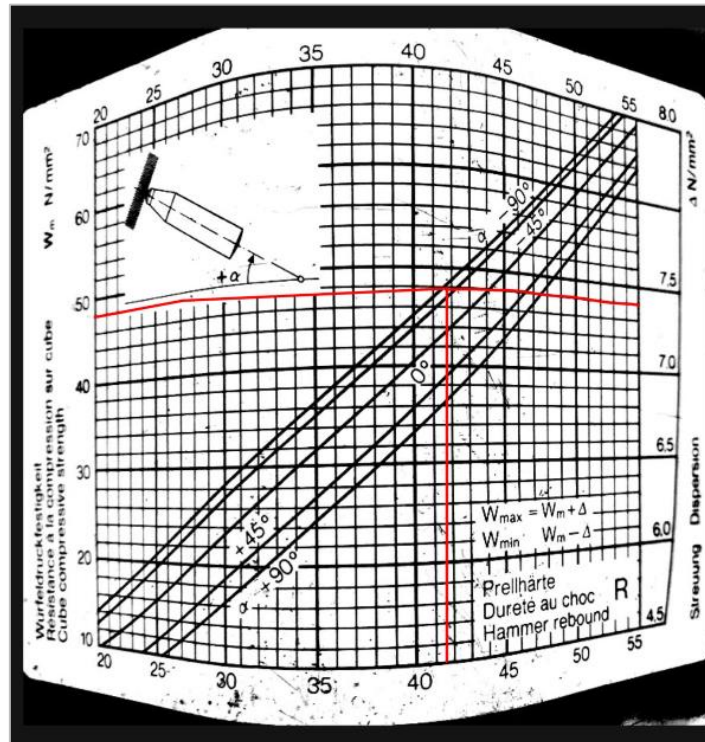 20 25 30 35 40 45 50 55
70
60
50
40
30
20
10
Wₘ N/mm²
Wurfeldruckfestigkeit
Résistance à la compression sur cube
Cube compressive strength
+α
α -90°
-45°
0°
+45°
α +90°
8.0
7.5
7.0
6.5
6.0
4.5
Δ N/mm²
Streuung Dispersion
Wmax = Wₘ+Δ
Wmin Wₘ-Δ
Prellhärte
Dureté au choc R
Hammer rebound
20 25 30 35 40 45 50 55